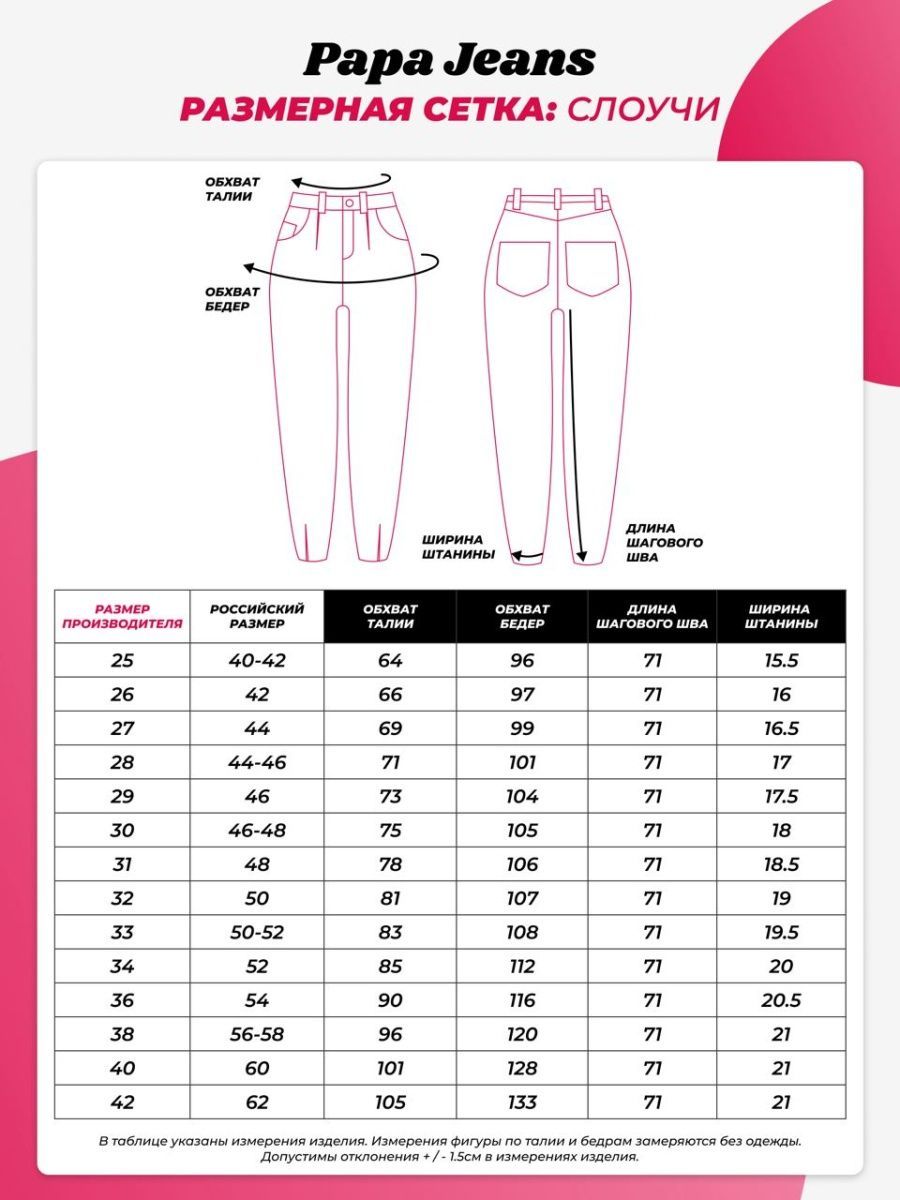 Papa Jeans
РАЗМЕРНАЯ СЕТКА: СЛОУЧИ
ОБХВАТ
ТАЛИИ
ОБХВАТ
БЕДЕР
ШИРИНА
ШТАНИНЫ
ДЛИНА
ШАГОВОГО
ШВА
РАЗМЕР ПРОИЗВОДИТЕЛЯ РОССИЙСКИЙ РАЗМЕР ОБХВАТ ТАЛИИ ОБХВАТ БЕДЕР ДЛИНА ШАГОВОГО ШВА ШИРИНА ШТАНИНЫ
25 40-42 64 96 71 15.5
26 42 66 97 71 16
27 44 69 99 71 16.5
28 44-46 71 101 71 17
29 46 73 104 71 17.5
30 46-48 75 105 71 18
31 48 78 106 71 18.5
32 50 81 107 71 19
33 50-52 83 108 71 19.5
34 52 85 112 71 20
36 54 90 116 71 20.5
38 56-58 96 120 71 21
40 60 101 128 71 21
42 62 105 133 71 21
В таблице указаны измерения изделия. Измерения фигуры по талии и бедрам замеряются без одежды.
Допустимы отклонения + / - 1.5см в измерениях изделия.